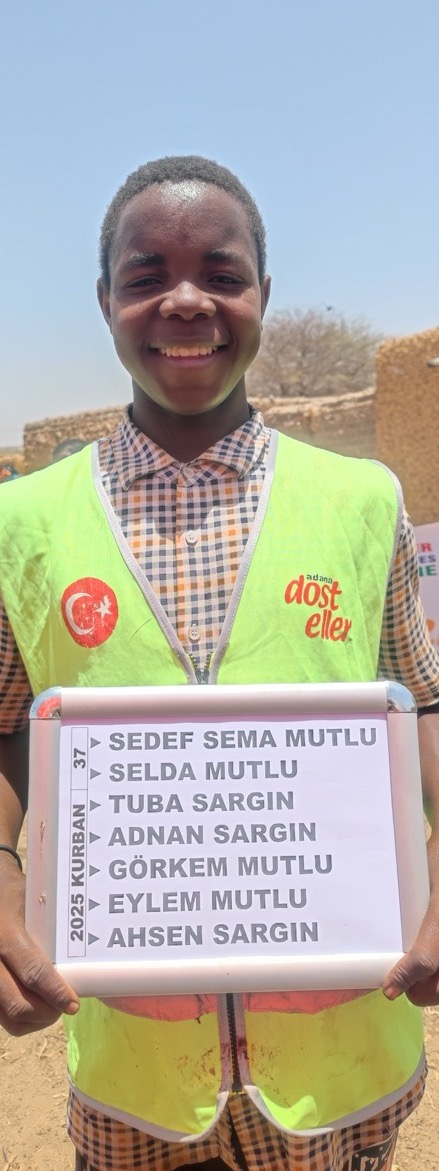 adana
dost
eller
2025 KURBAN 37
SEDEF SEMA MUTLU
SELDA MUTLU
TUBA SARGIN
ADNAN SARGIN
GÖRKEM MUTLU
EYLEM MUTLU
AHSEN SARGIN